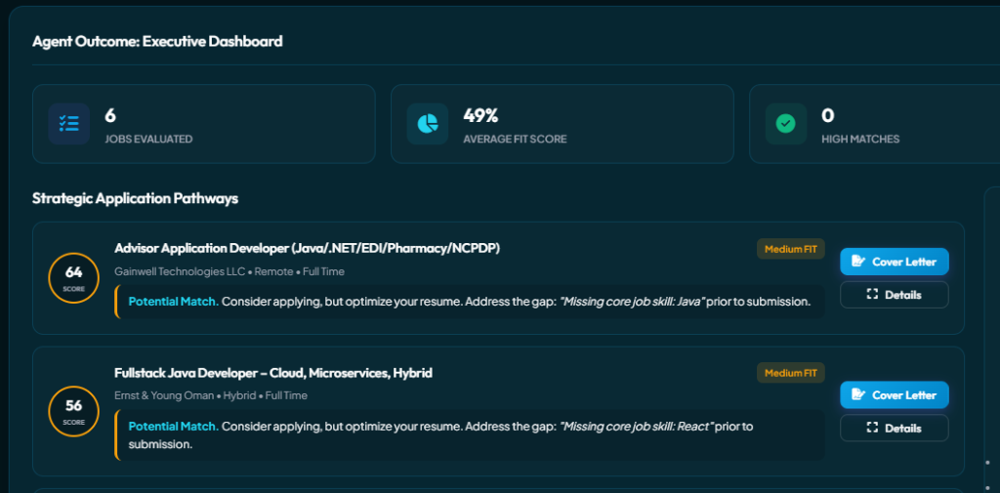 Agent Outcome: Executive Dashboard
6
JOBS EVALUATED
49%
AVERAGE FIT SCORE
0
HIGH MATCHES
Strategic Application Pathways
64
SCORE
Advisor Application Developer (Java/.NET/EDI/Pharmacy/NCPDP)
Gainwell Technologies LLC • Remote • Full Time
Potential Match. Consider applying, but optimize your resume. Address the gap: "Missing core job skill: Java" prior to submission.
Medium FIT
Cover Letter
Details
56
SCORE
Fullstack Java Developer – Cloud, Microservices, Hybrid
Ernst & Young Oman • Hybrid • Full Time
Potential Match. Consider applying, but optimize your resume. Address the gap: "Missing core job skill: React" prior to
submission.
Medium FIT
Cover Letter
Details